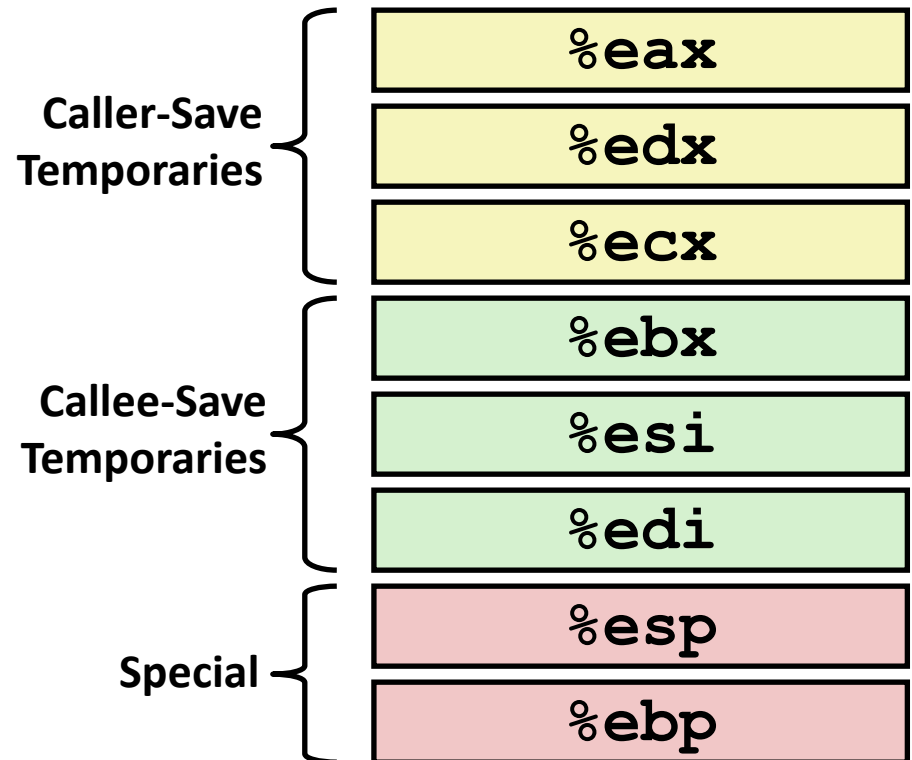 Caller-Save
Temporaries
%eax
%edx
%ecx
Callee-Save
Temporaries
%ebx
%esi
%edi
Special
%esp
%ebp